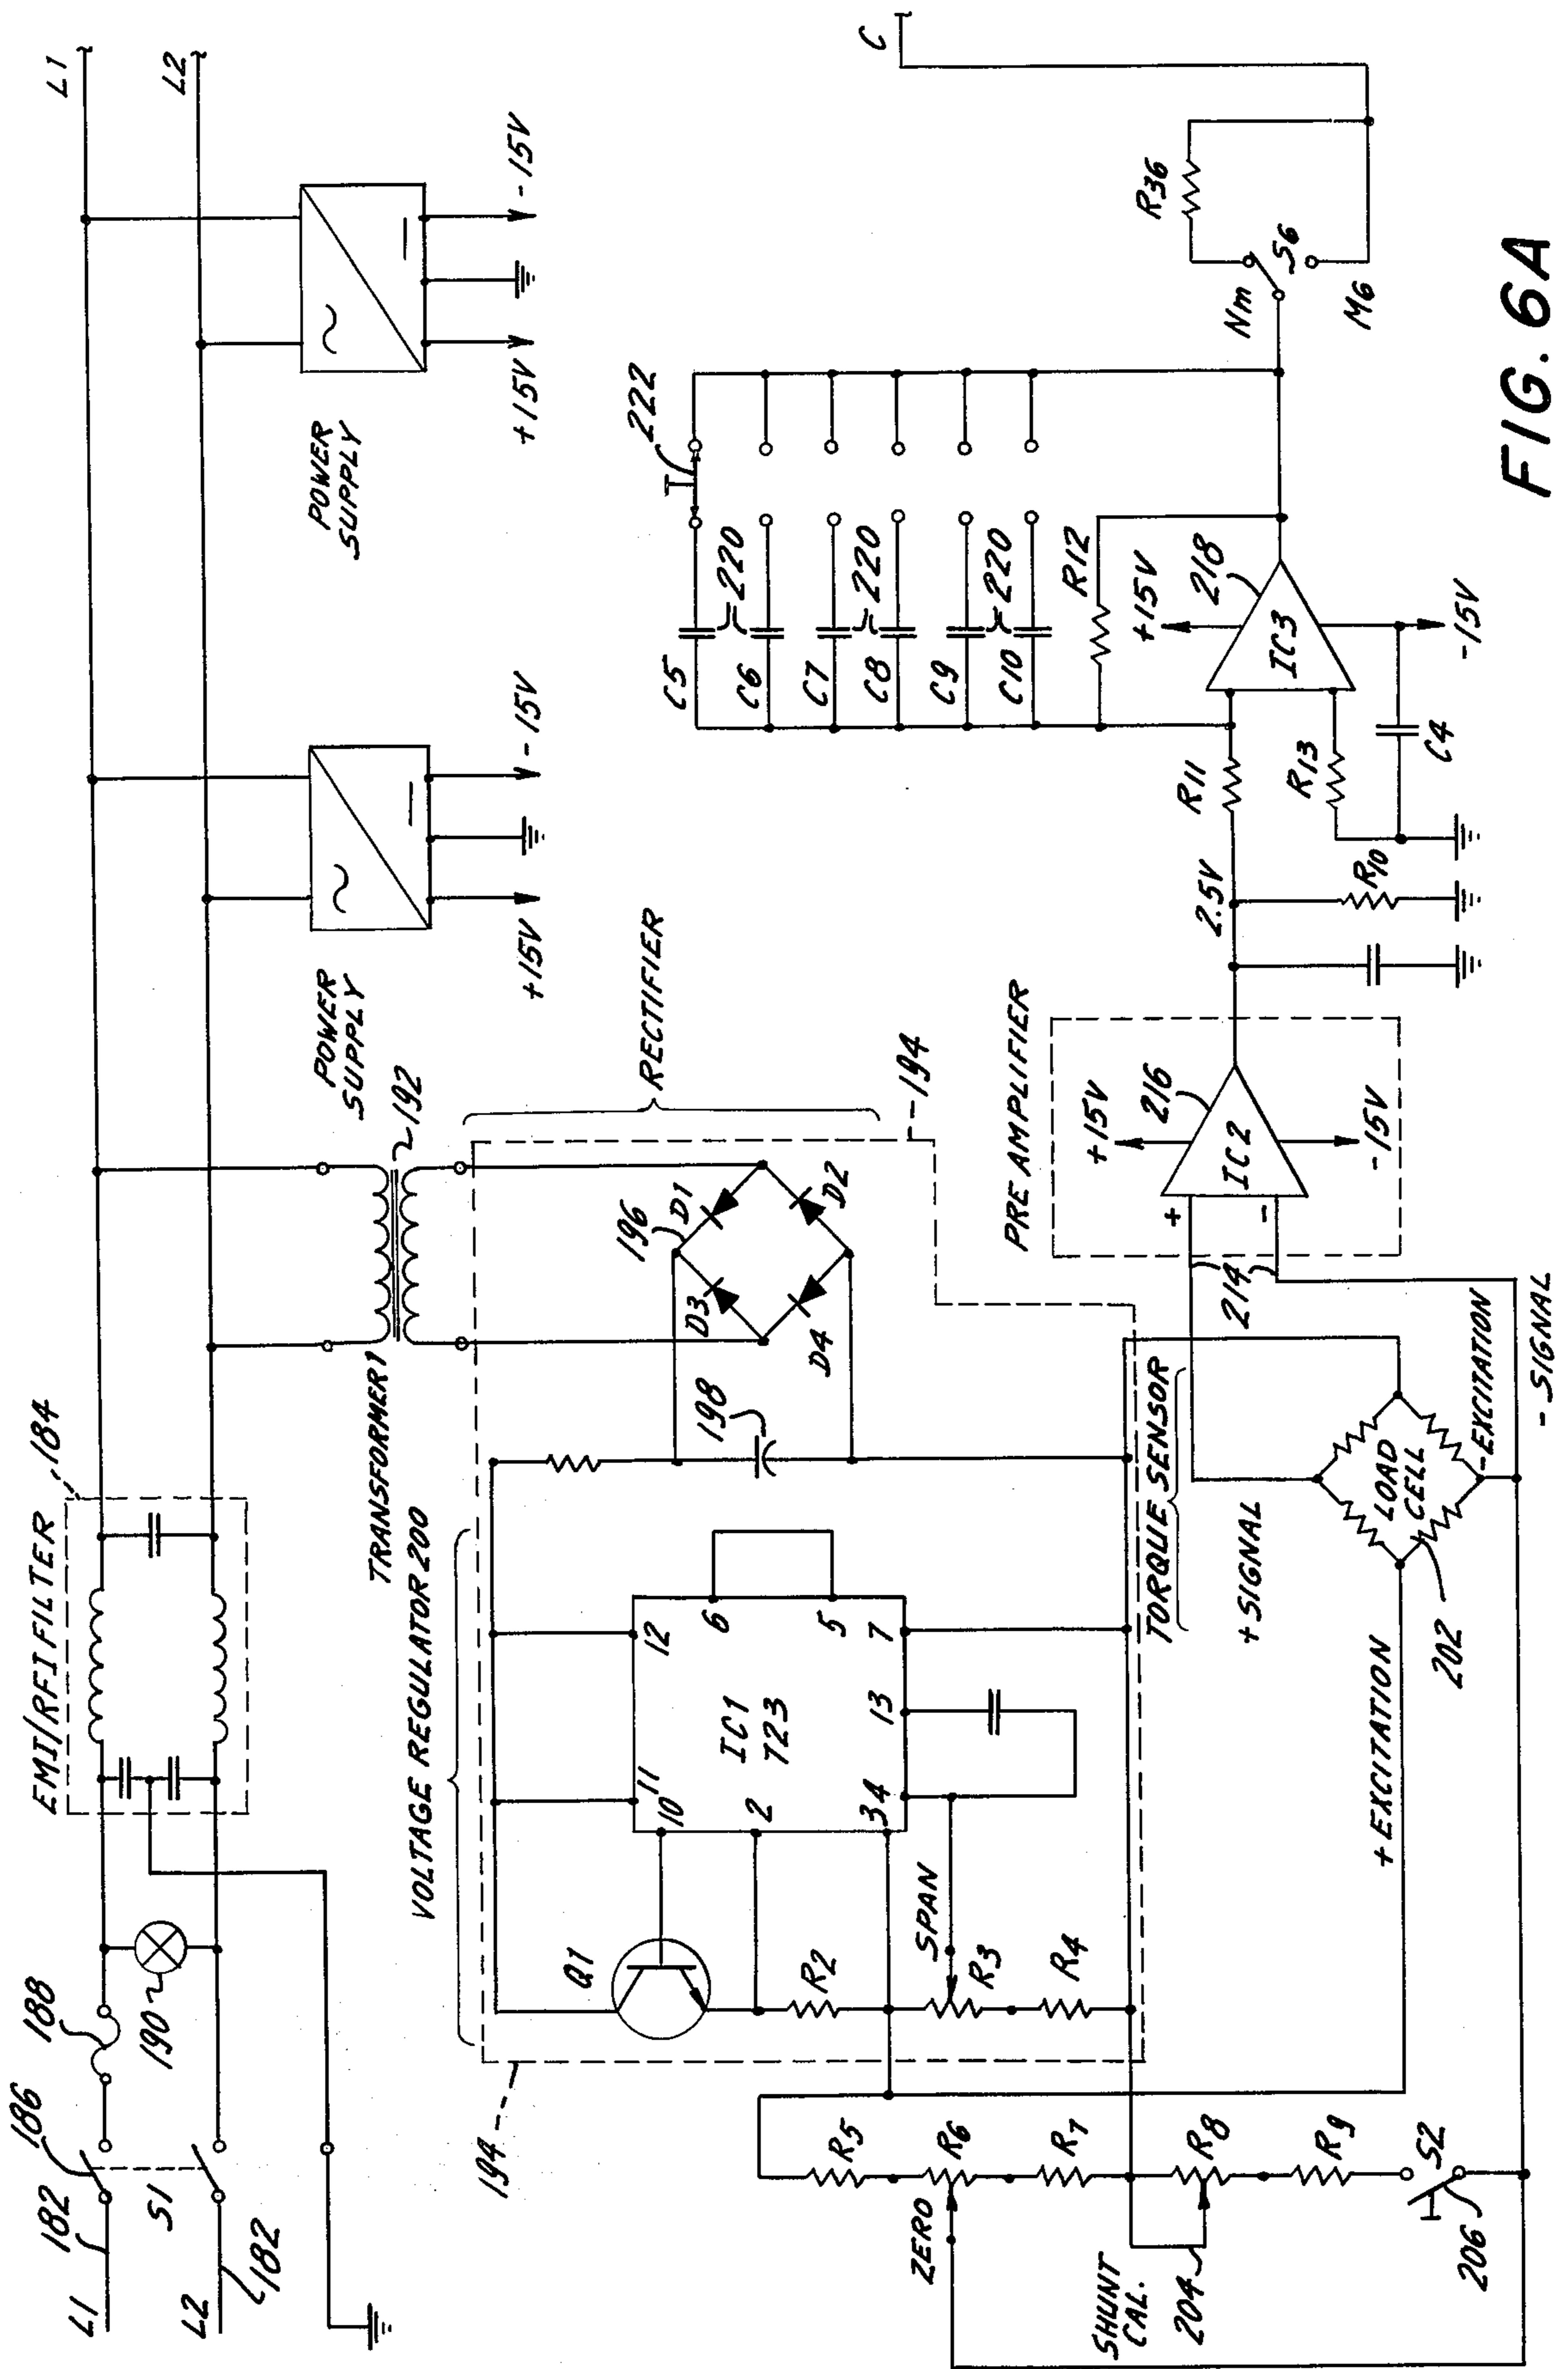 L1
L2
182
182
S1
186
188
190
EMI/RFI FILTER
184
L1
L2
POWER
SUPPLY
+15V
-15V
POWER
SUPPLY
+15V
-15V
TRANSFORMER 1
192
RECTIFIER
194
VOLTAGE REGULATOR 200
194
Q1
10
11
12
2
IC1
723
6
5
3
4
13
7
R2
SPAN
R3
R4
196
D1
D2
D3
D4
198
R5
ZERO
R6
R7
SHUNT
CAL.
204
R8
R9
S2
206
+EXCITATION
TORQUE SENSOR
+SIGNAL
LOAD
CELL
202
-EXCITATION
- SIGNAL
214
PRE AMPLIFIER
+15V
216
+
-
IC2
-15V
2.5V
R10
R11
R13
C4
C5
C6
C7
C8
C9
C10
220
220
220
222
R12
+15V
218
IC3
-15V
Nm
S6
MG
R36
C
FIG. 6A